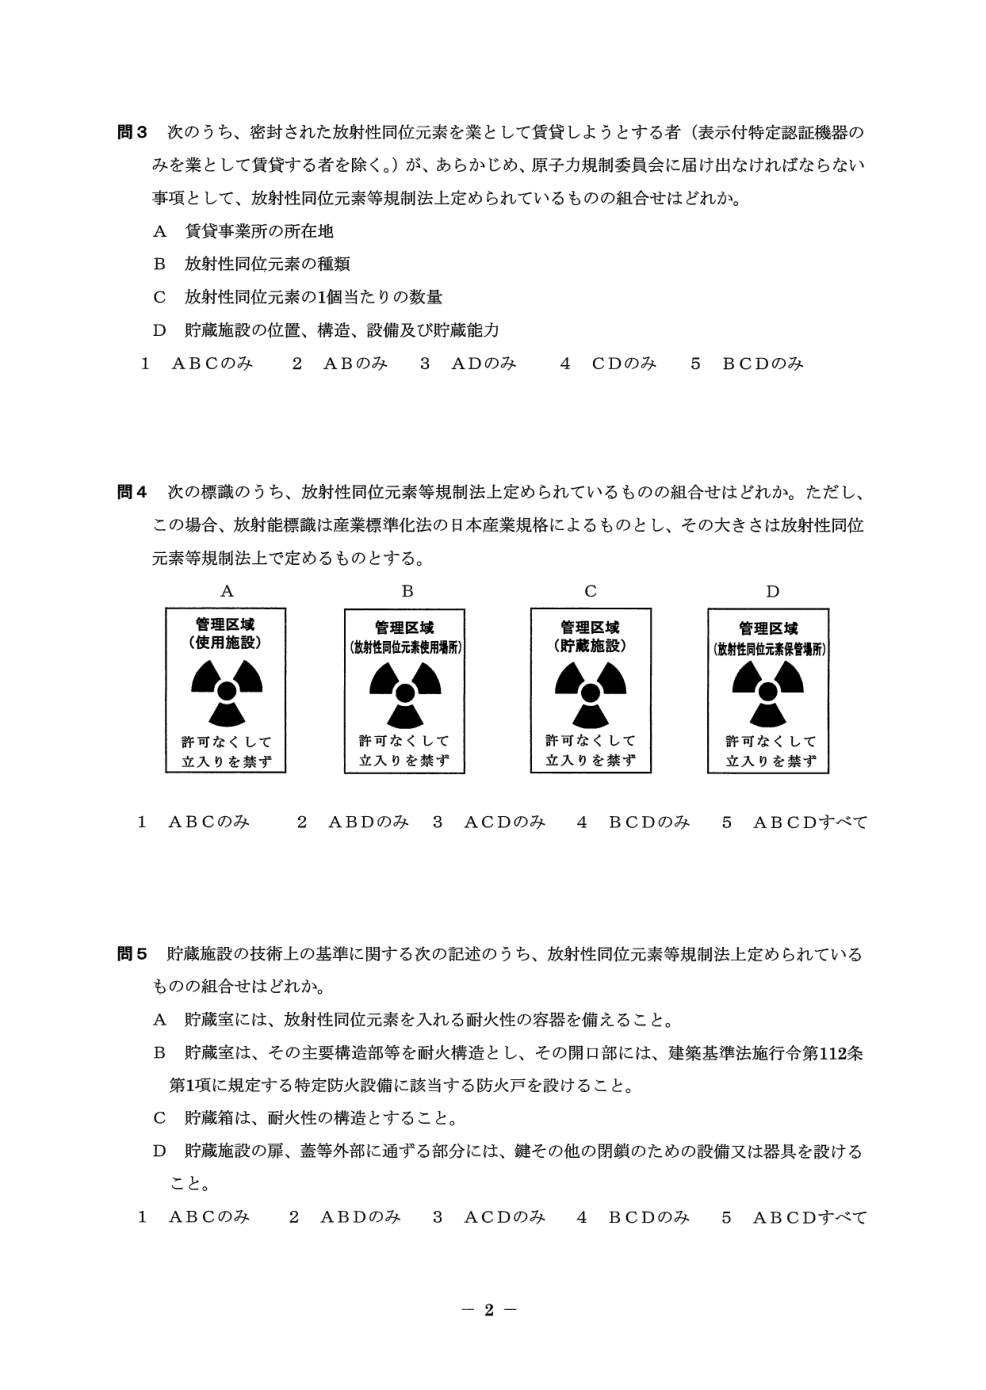 問3　次のうち、密封された放射性同位元素を業として賃貸しようとする者（表示付特定認証機器の
みを業として賃貸する者を除く。）が、あらかじめ、原子力規制委員会に届け出なければならない
事項として、放射性同位元素等規制法上定められているものの組合せはどれか。
A　賃貸事業所の所在地
B　放射性同位元素の種類
C　放射性同位元素の1個当たりの数量
D　貯蔵施設の位置、構造、設備及び貯蔵能力
1　ABCのみ　2　ABのみ　3　ADのみ　4　CDのみ　5　BCDのみ
問4　次の標識のうち、放射性同位元素等規制法上定められているものの組合せはどれか。ただし、
この場合、放射能標識は産業標準化法の日本産業規格によるものとし、その大きさは放射性同位
元素等規制法上で定めるものとする。
A　B　C　D
管理区域
（使用施設）
許可なくして
立入りを禁ず
管理区域
（放射性同位元素使用場所）
許可なくして
立入りを禁ず
管理区域
（貯蔵施設）
許可なくして
立入りを禁ず
管理区域
（放射性同位元素保管場所）
許可なくして
立入りを禁ず
1　ABCのみ　2　ABDのみ　3　ACDのみ　4　BCDのみ　5　ABCDすべて
問5　貯蔵施設の技術上の基準に関する次の記述のうち、放射性同位元素等規制法上定められている
ものの組合せはどれか。
A　貯蔵室には、放射性同位元素を入れる耐火性の容器を備えること。
B　貯蔵室は、その主要構造部等を耐火構造とし、その開口部には、建築基準法施行令第112条
第1項に規定する特定防火設備に該当する防火戸を設けること。
C　貯蔵箱は、耐火性の構造とすること。
D　貯蔵施設の扉、蓋等外部に通ずる部分には、鍵その他の閉鎖のための設備又は器具を設ける
こと。
1　ABCのみ　2　ABDのみ　3　ACDのみ　4　BCDのみ　5　ABCDすべて
－ 2 －